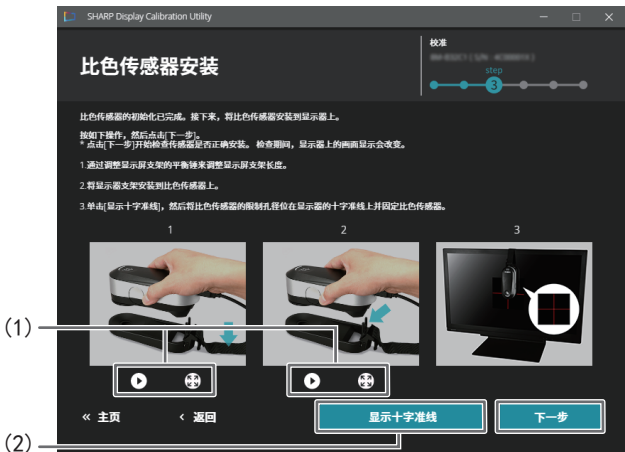 SHARP Display Calibration Utility
比色传感器安装
校准
step
3
比色传感器的初始化已完成。接下来，将比色传感器安装到显示器上。
按如下操作，然后点击[下一步]。
* 点击[下一步]开始检查传感器是否正确安装。 检查期间，显示器上的画面显示会改变。
1.通过调整显示屏支架的平衡锤来调整显示屏支架长度。
2.将显示器支架安装到比色传感器上。
3.单击[显示十字准线]，然后将比色传感器的限制孔径位在显示器的十字准线上并固定比色传感器。
1
2
3
(1)
« 主页
‹ 返回
显示十字准线
下一步
(2)